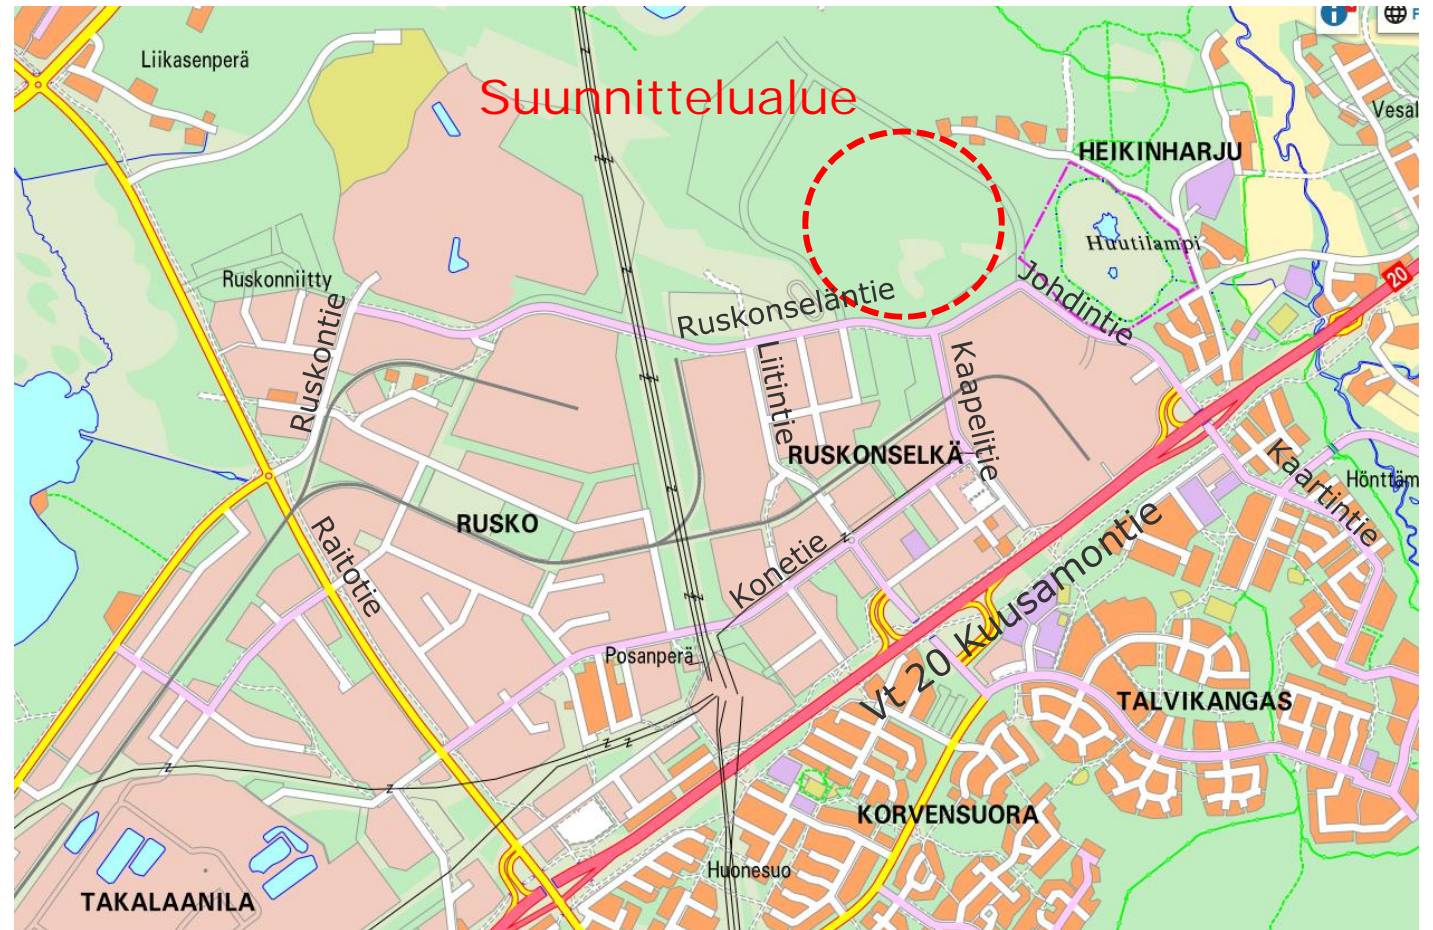 F
Liikasenperä
Suunnittelualue
Vesal
HEIKINHARJU
Huutilampi
Ruskonniitty
20
Ruskontie
Ruskonseläntie
Johdintie
Liitintie
Kaapelitie
RUSKONSELKÄ
Kaartintie
Hönttäm
RUSKO
Raitotie
Konetie
Vt 20 Kuusamontie
Posanperä
TALVIKANGAS
KORVENSUORA
Huonesuo
TAKALAANILA